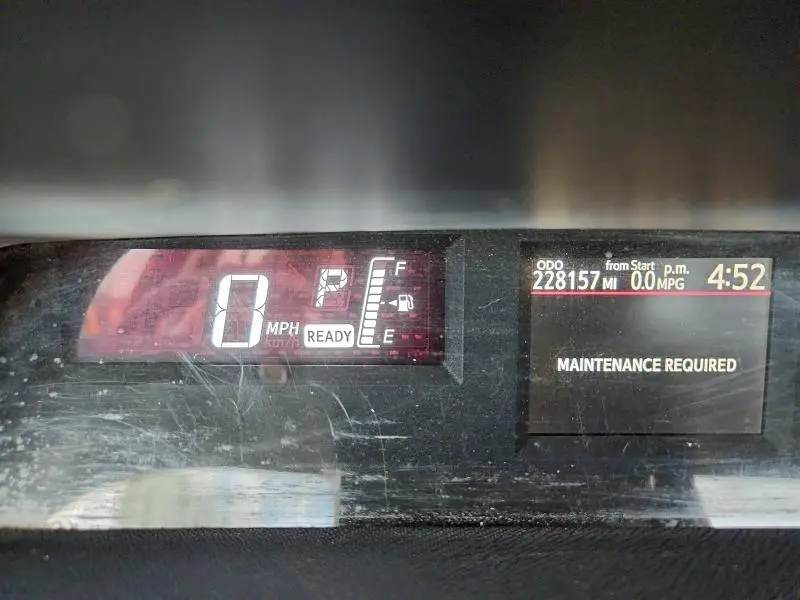 0 MPH
km/h
P
READY
F
E
ODO
228157 MI
from Start
0.0 MPG
p.m.
4:52
MAINTENANCE REQUIRED